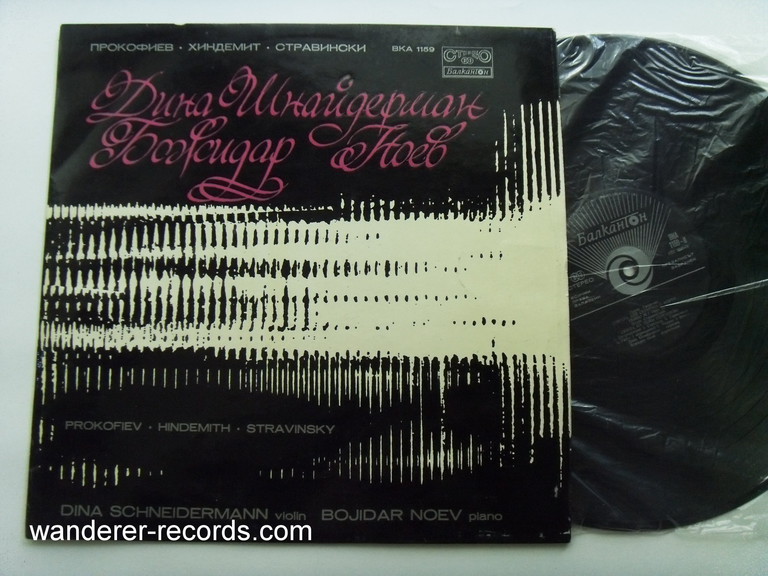 ПРОКОФИЕВ · ХИНДЕМИТ · СТРАВИНСКИ ВКА 1159 СТЕРЕО
Балкантон
Дина Шнайдерман
Божидар Ноев
Балкантон
СТЕРЕО
PROKOFIEV · HINDEMITH · STRAVINSKY
DINA SCHNEIDERMANN violin BOJIDAR NOEV piano
wanderer-records.com